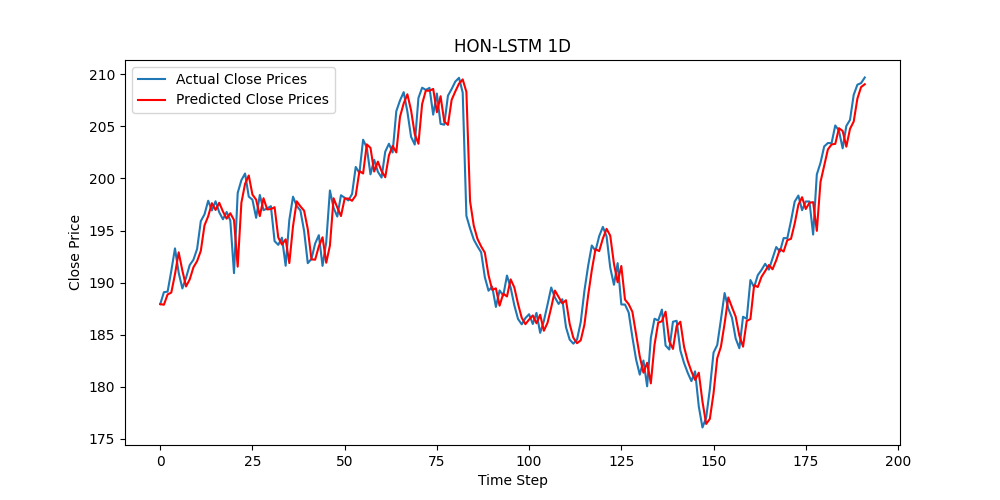 HON-LSTM 1D
Actual Close Prices
Predicted Close Prices
Close Price
210
205
200
195
190
185
180
175
0 25 50 75 100 125 150 175 200
Time Step